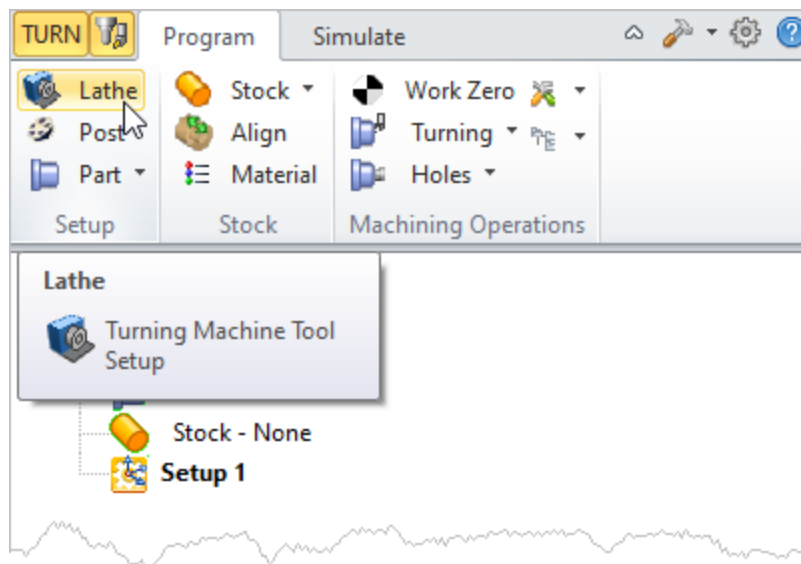 TURN Program Simulate
Lathe Stock Work Zero
Post Align Turning
Part Material Holes
Setup Stock Machining Operations
Lathe
Turning Machine Tool
Setup
Stock - None
Setup 1